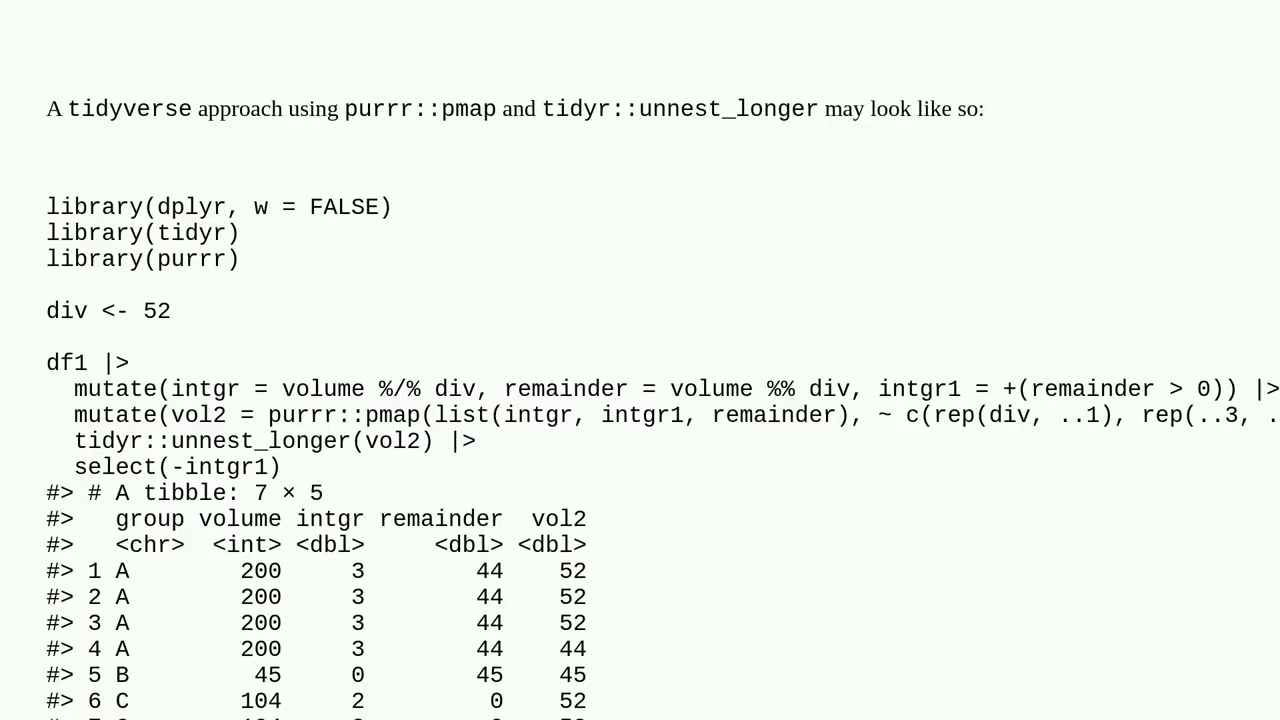 A tidyverse approach using purrr::pmap and tidyr::unnest_longer may look like so:
library(dplyr, w = FALSE)
library(tidyr)
library(purrr)
div <- 52
df1 |>
  mutate(intgr = volume %/% div, remainder = volume %% div, intgr1 = +(remainder > 0)) |>
  mutate(vol2 = purrr::pmap(list(intgr, intgr1, remainder), ~ c(rep(div, ..1), rep(..3, .
  tidyr::unnest_longer(vol2) |>
  select(-intgr1)
#> # A tibble: 7 × 5
#>   group volume intgr remainder  vol2
#>   <chr>  <int> <dbl>     <dbl> <dbl>
#> 1 A        200     3        44    52
#> 2 A        200     3        44    52
#> 3 A        200     3        44    52
#> 4 A        200     3        44    44
#> 5 B         45     0        45    45
#> 6 C        104     2         0    52